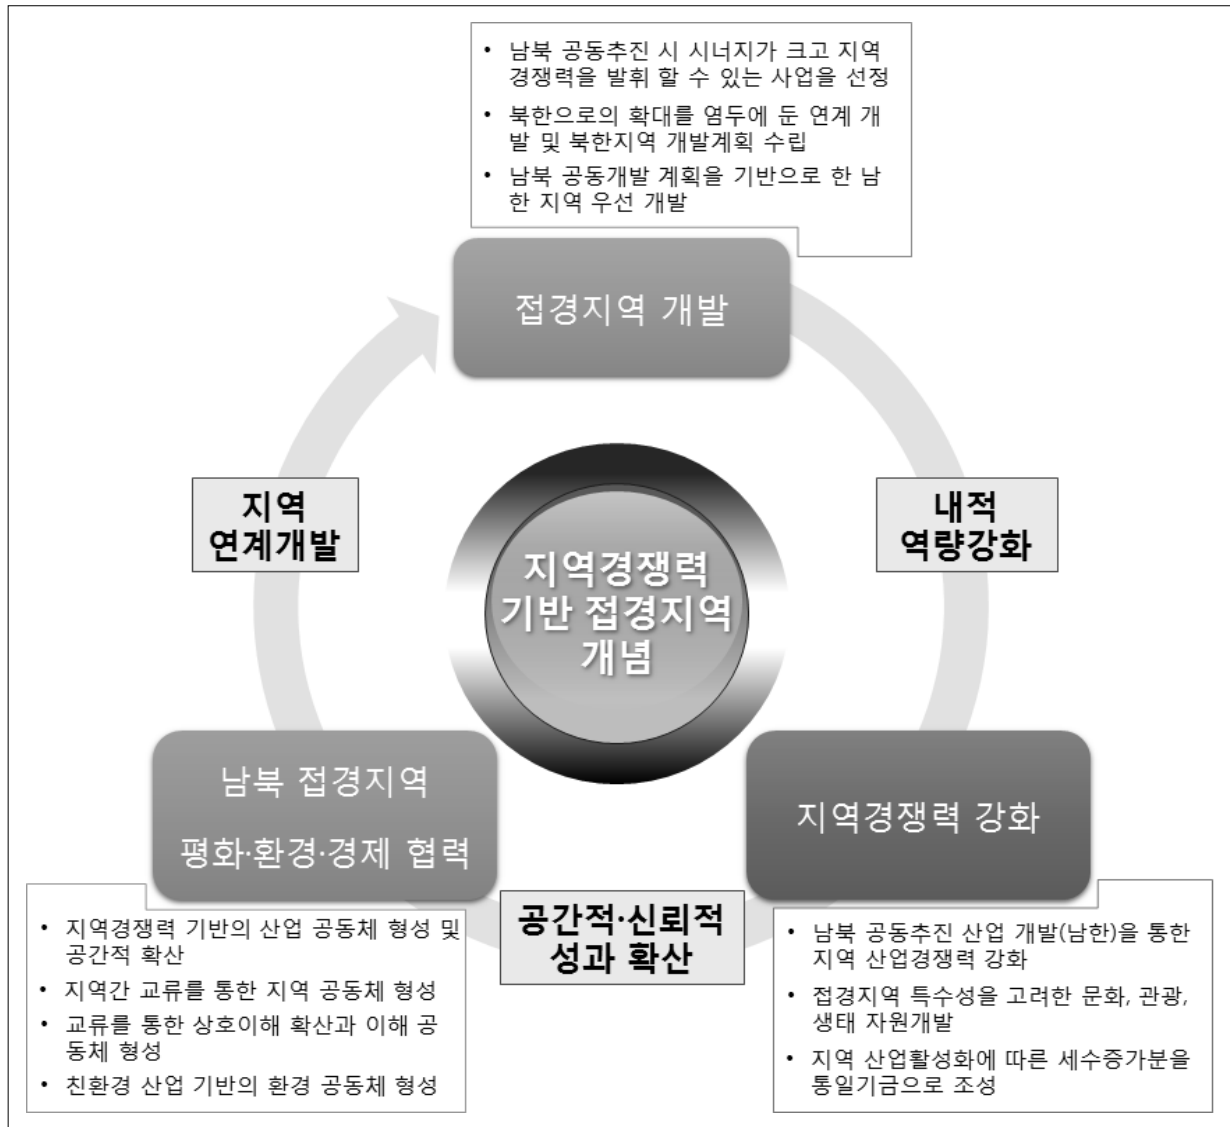 • 남북 공동추진 시 시너지가 크고 지역
경쟁력을 발휘 할 수 있는 사업을 선정
• 북한으로의 확대를 염두에 둔 연계 개
발 및 북한지역 개발계획 수립
• 남북 공동개발 계획을 기반으로 한 남
한 지역 우선 개발
접경지역 개발
지역
연계개발
내적
역량강화
지역경쟁력
기반 접경지역
개념
남북 접경지역
평화·환경·경제 협력
지역경쟁력 강화
공간적·신뢰적
성과 확산
• 지역경쟁력 기반의 산업 공동체 형성 및
공간적 확산
• 지역간 교류를 통한 지역 공동체 형성
• 교류를 통한 상호이해 확산과 이해 공
동체 형성
• 친환경 산업 기반의 환경 공동체 형성
• 남북 공동추진 산업 개발(남한)을 통한
지역 산업경쟁력 강화
• 접경지역 특수성을 고려한 문화, 관광,
생태 자원개발
• 지역 산업활성화에 따른 세수증가분을
통일기금으로 조성